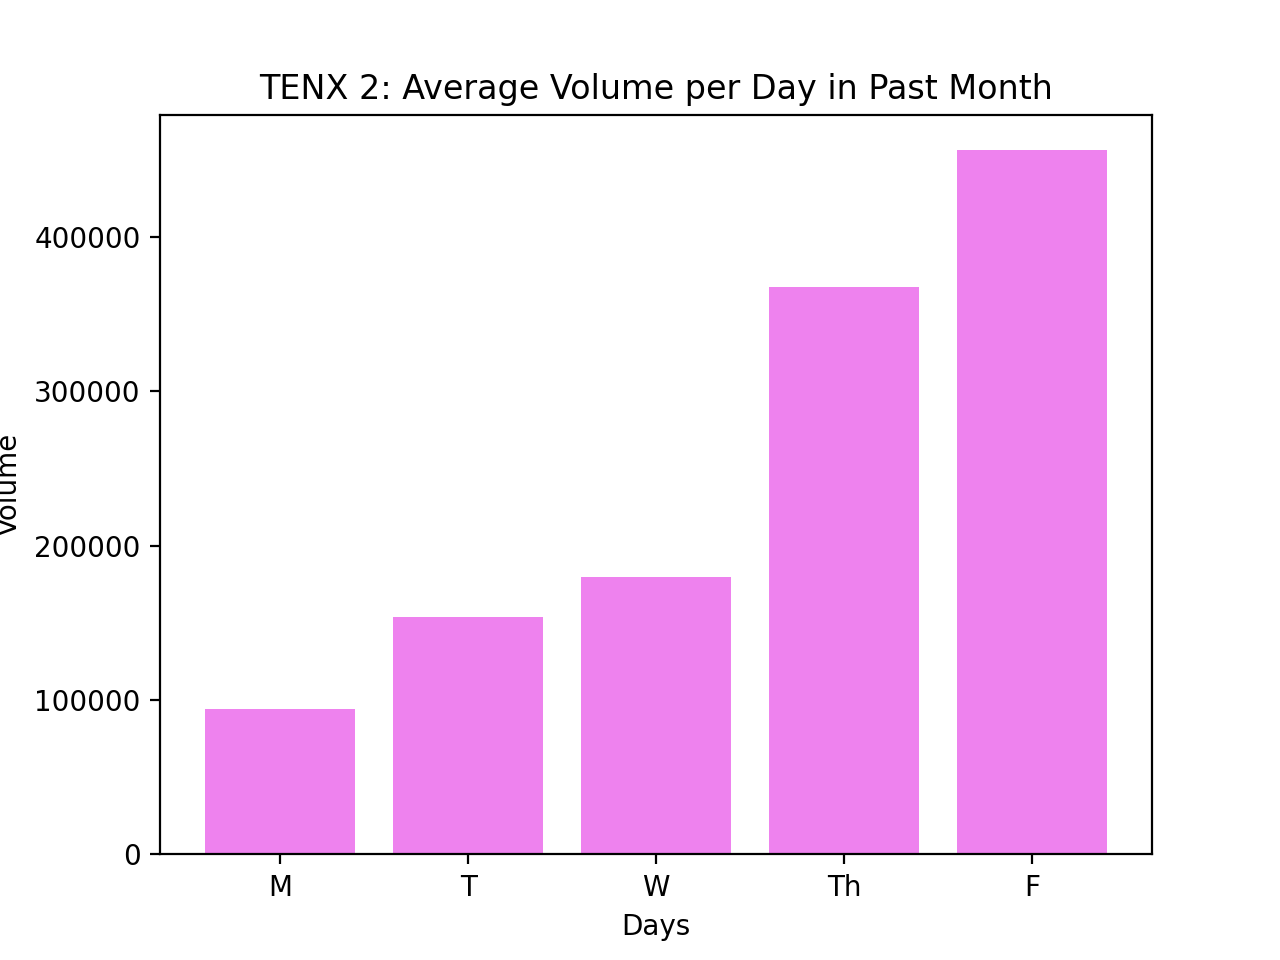 TENX 2: Average Volume per Day in Past Month
400000
300000
200000
100000
0
Volume
M T W Th F
Days